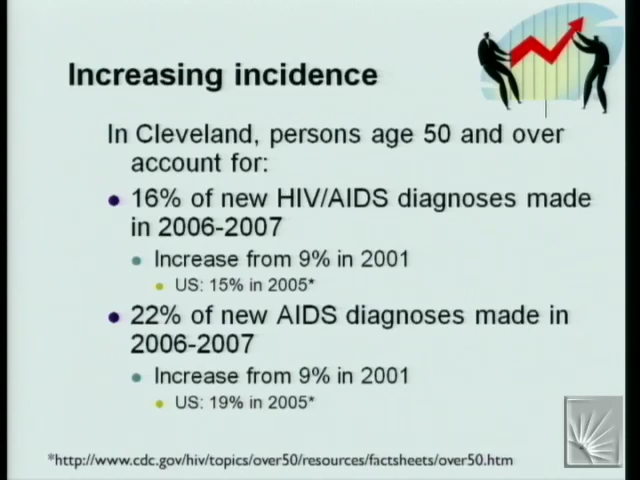 Increasing incidence
In Cleveland, persons age 50 and over
account for:
16% of new HIV/AIDS diagnoses made
in 2006-2007
Increase from 9% in 2001
US: 15% in 2005*
22% of new AIDS diagnoses made in
2006-2007
Increase from 9% in 2001
US: 19% in 2005*
*http://www.cdc.gov/hiv/topics/over50/resources/factsheets/over50.htm